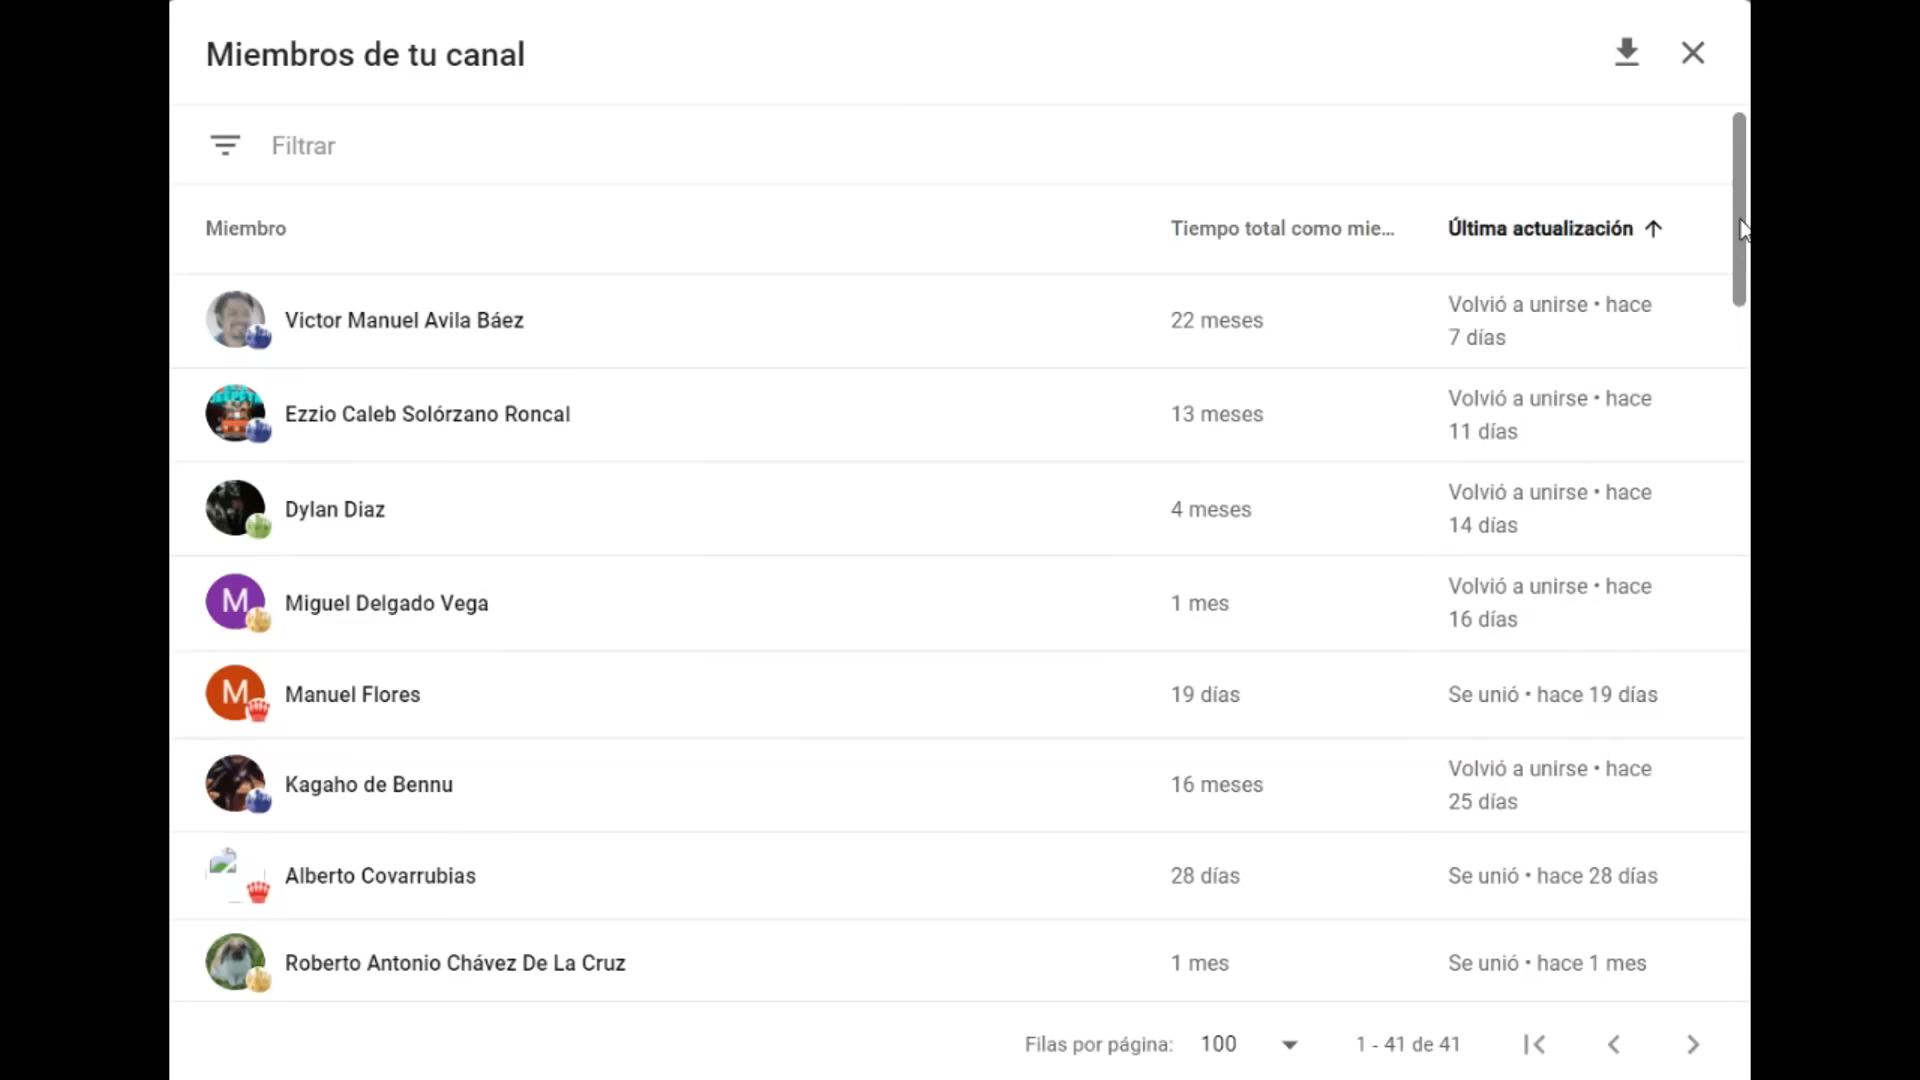 Miembros de tu canal
Filtrar
Miembro
Tiempo total como mie...
Última actualización
Victor Manuel Avila Báez
22 meses
Volvió a unirse • hace
7 días
Ezzio Caleb Solórzano Roncal
13 meses
Volvió a unirse • hace
11 días
Dylan Diaz
4 meses
Volvió a unirse • hace
14 días
M
Miguel Delgado Vega
1 mes
Volvió a unirse • hace
16 días
M
Manuel Flores
19 días
Se unió • hace 19 días
Kagaho de Bennu
16 meses
Volvió a unirse • hace
25 días
Alberto Covarrubias
28 días
Se unió • hace 28 días
Roberto Antonio Chávez De La Cruz
1 mes
Se unió • hace 1 mes
Filas por página:
100
1 - 41 de 41